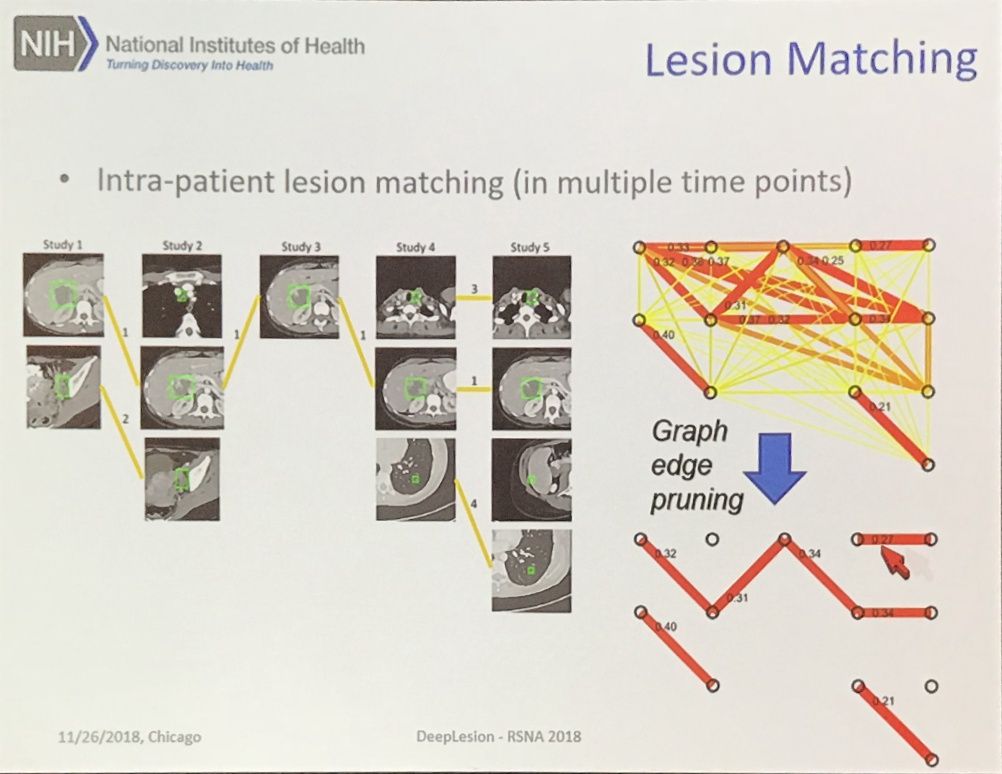 NIH National Institutes of Health
Turning Discovery Into Health
Lesion Matching
• Intra-patient lesion matching (in multiple time points)
Study 1 Study 2 Study 3 Study 4 Study 5
1
2
1
1
3
1
4
0.33
0.27
0.32
0.37
0.34 0.25
0.31
0.37 0.32
0.34
0.40
0.21
Graph
edge
pruning
0.32
0.31
0.34
0.27
0.34
0.40
0.21
11/26/2018, Chicago
DeepLesion - RSNA 2018